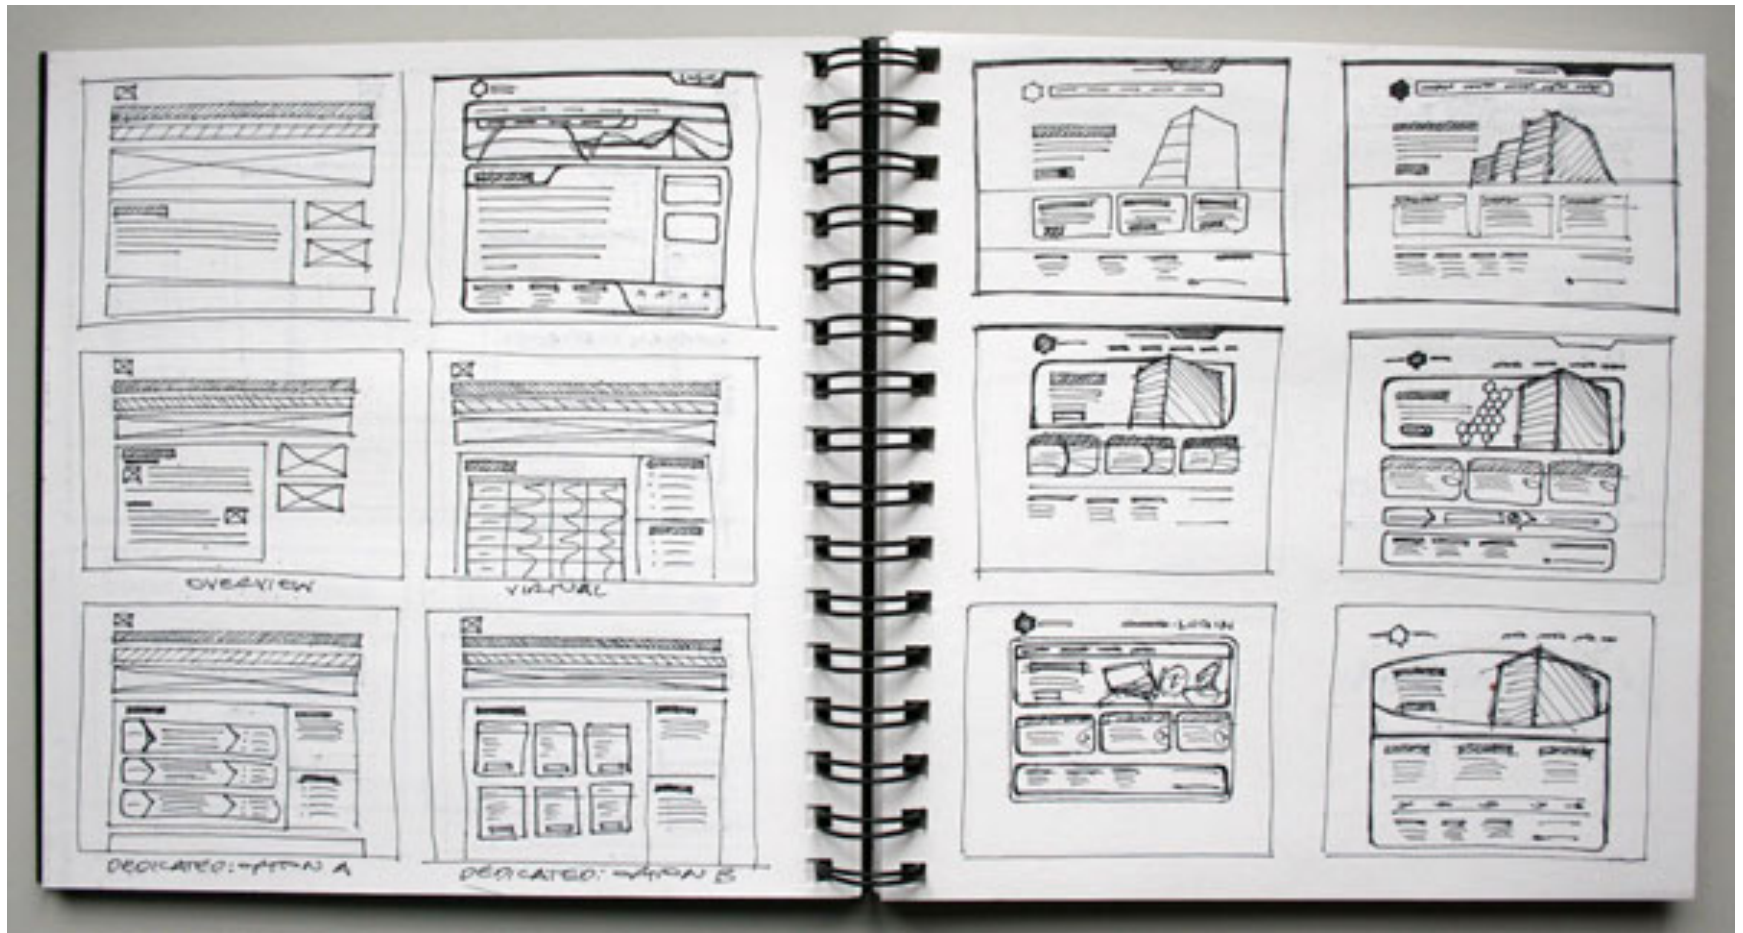 OVERVIEW
VIRTUAL
DEDICATED: OPTION A
DEDICATED: OPTION B
LOGIN